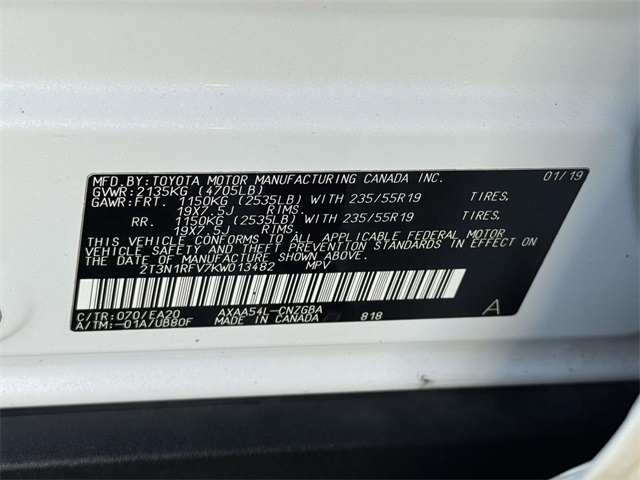 MFD. BY:TOYOTA MOTOR MANUFACTURING CANADA INC. 01/19
GVWR:2135KG (4705LB)
GAWR:FRT. 1150KG (2535LB) WITH 235/55R19 TIRES,
19X7.5J RIMS,
RR. 1150KG (2535LB) WITH 235/55R19 TIRES,
19X7.5J RIMS.
THIS VEHICLE CONFORMS TO ALL APPLICABLE FEDERAL MOTOR
VEHICLE SAFETY AND THEFT PREVENTION STANDARDS IN EFFECT ON
THE DATE OF MANUFACTURE SHOWN ABOVE.
2T3N1RFV7KW013482 MPV
C/TR:070/EA20 AXAA54L-CNZGBA A
A/TM:-01A/UB80F MADE IN CANADA 818